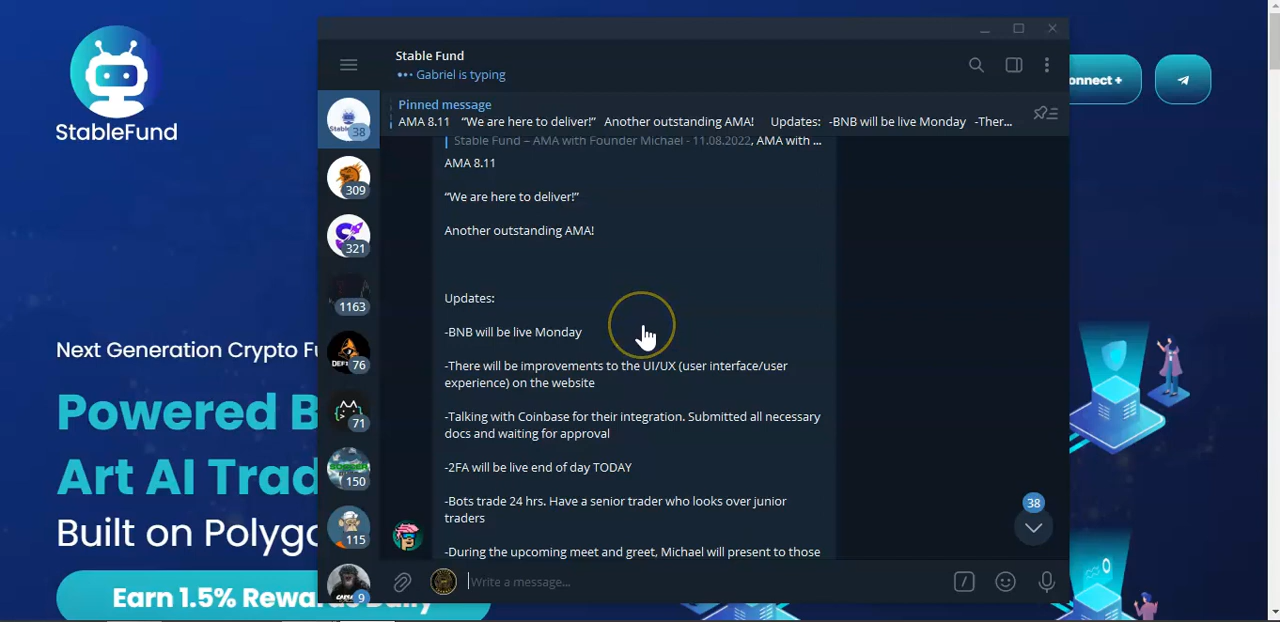 StableFund
Next Generation Crypto Fu
Powered B
Art AI Trad
Built on Polygo
Earn 1.5% Rewards Daily
onnect +
Stable Fund
Gabriel is typing
Pinned message
AMA 8.11 “We are here to deliver!” Another outstanding AMA! Updates: -BNB will be live Monday -Ther...
Stable Fund – AMA with Founder Michael - 11.08.2022, AMA with ...
AMA 8.11
“We are here to deliver!”
Another outstanding AMA!
Updates:
-BNB will be live Monday
-There will be improvements to the UI/UX (user interface/user
experience) on the website
-Talking with Coinbase for their integration. Submitted all necessary
docs and waiting for approval
-2FA will be live end of day TODAY
-Bots trade 24 hrs. Have a senior trader who looks over junior
traders
-During the upcoming meet and greet, Michael will present to those
Write a message...
38
309
321
1163
76
71
150
115
9
38